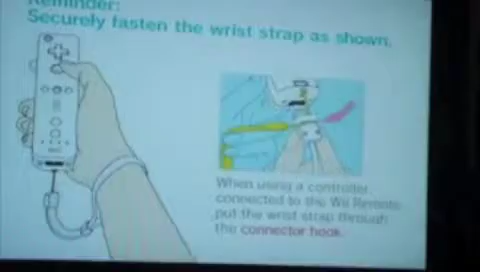 Reminder:
Securely fasten the wrist strap as shown.
When using a controller
connected to the Wii Remote,
put the wrist strap through
the connector hook.